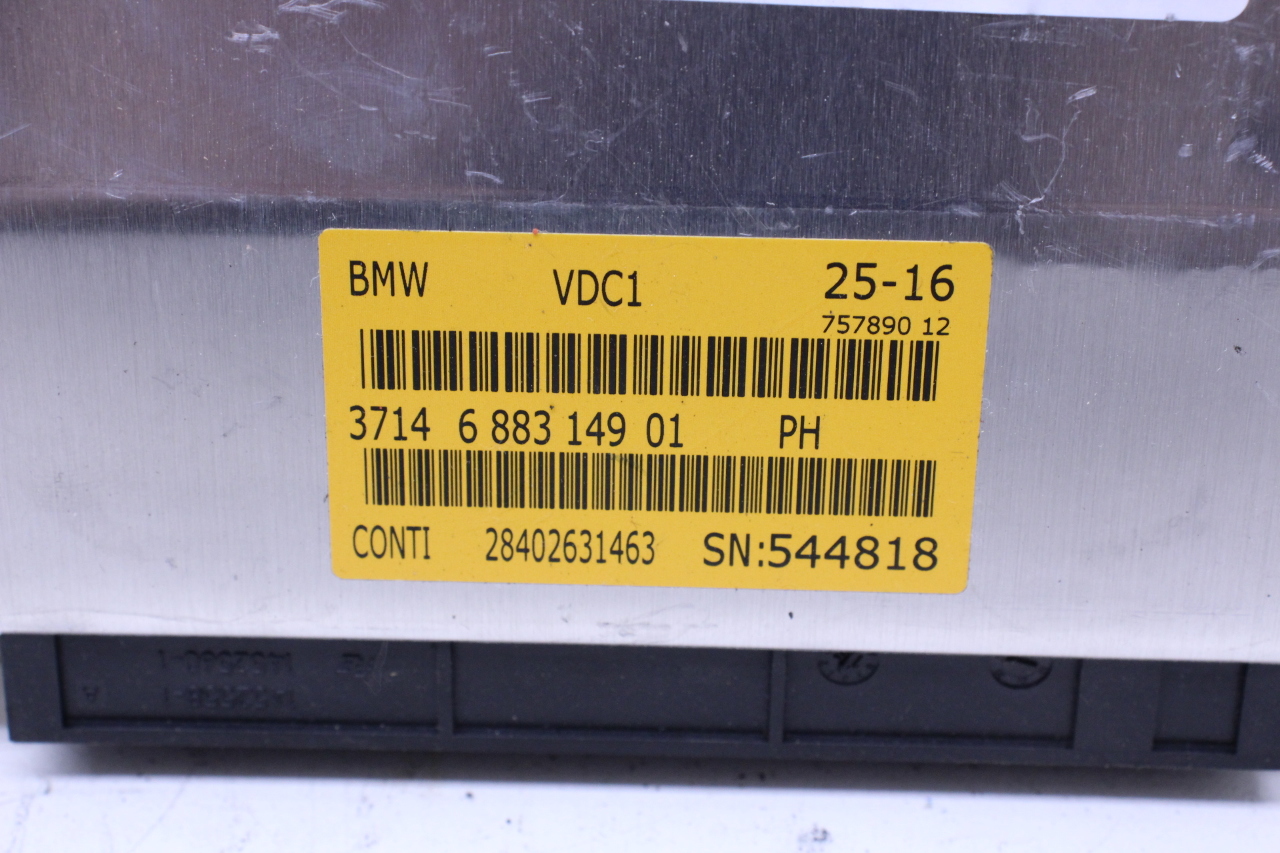 BMW VDC1 25-16
757890 12
3714 6 883 149 01 PH
CONTI 28402631463 SN:544818